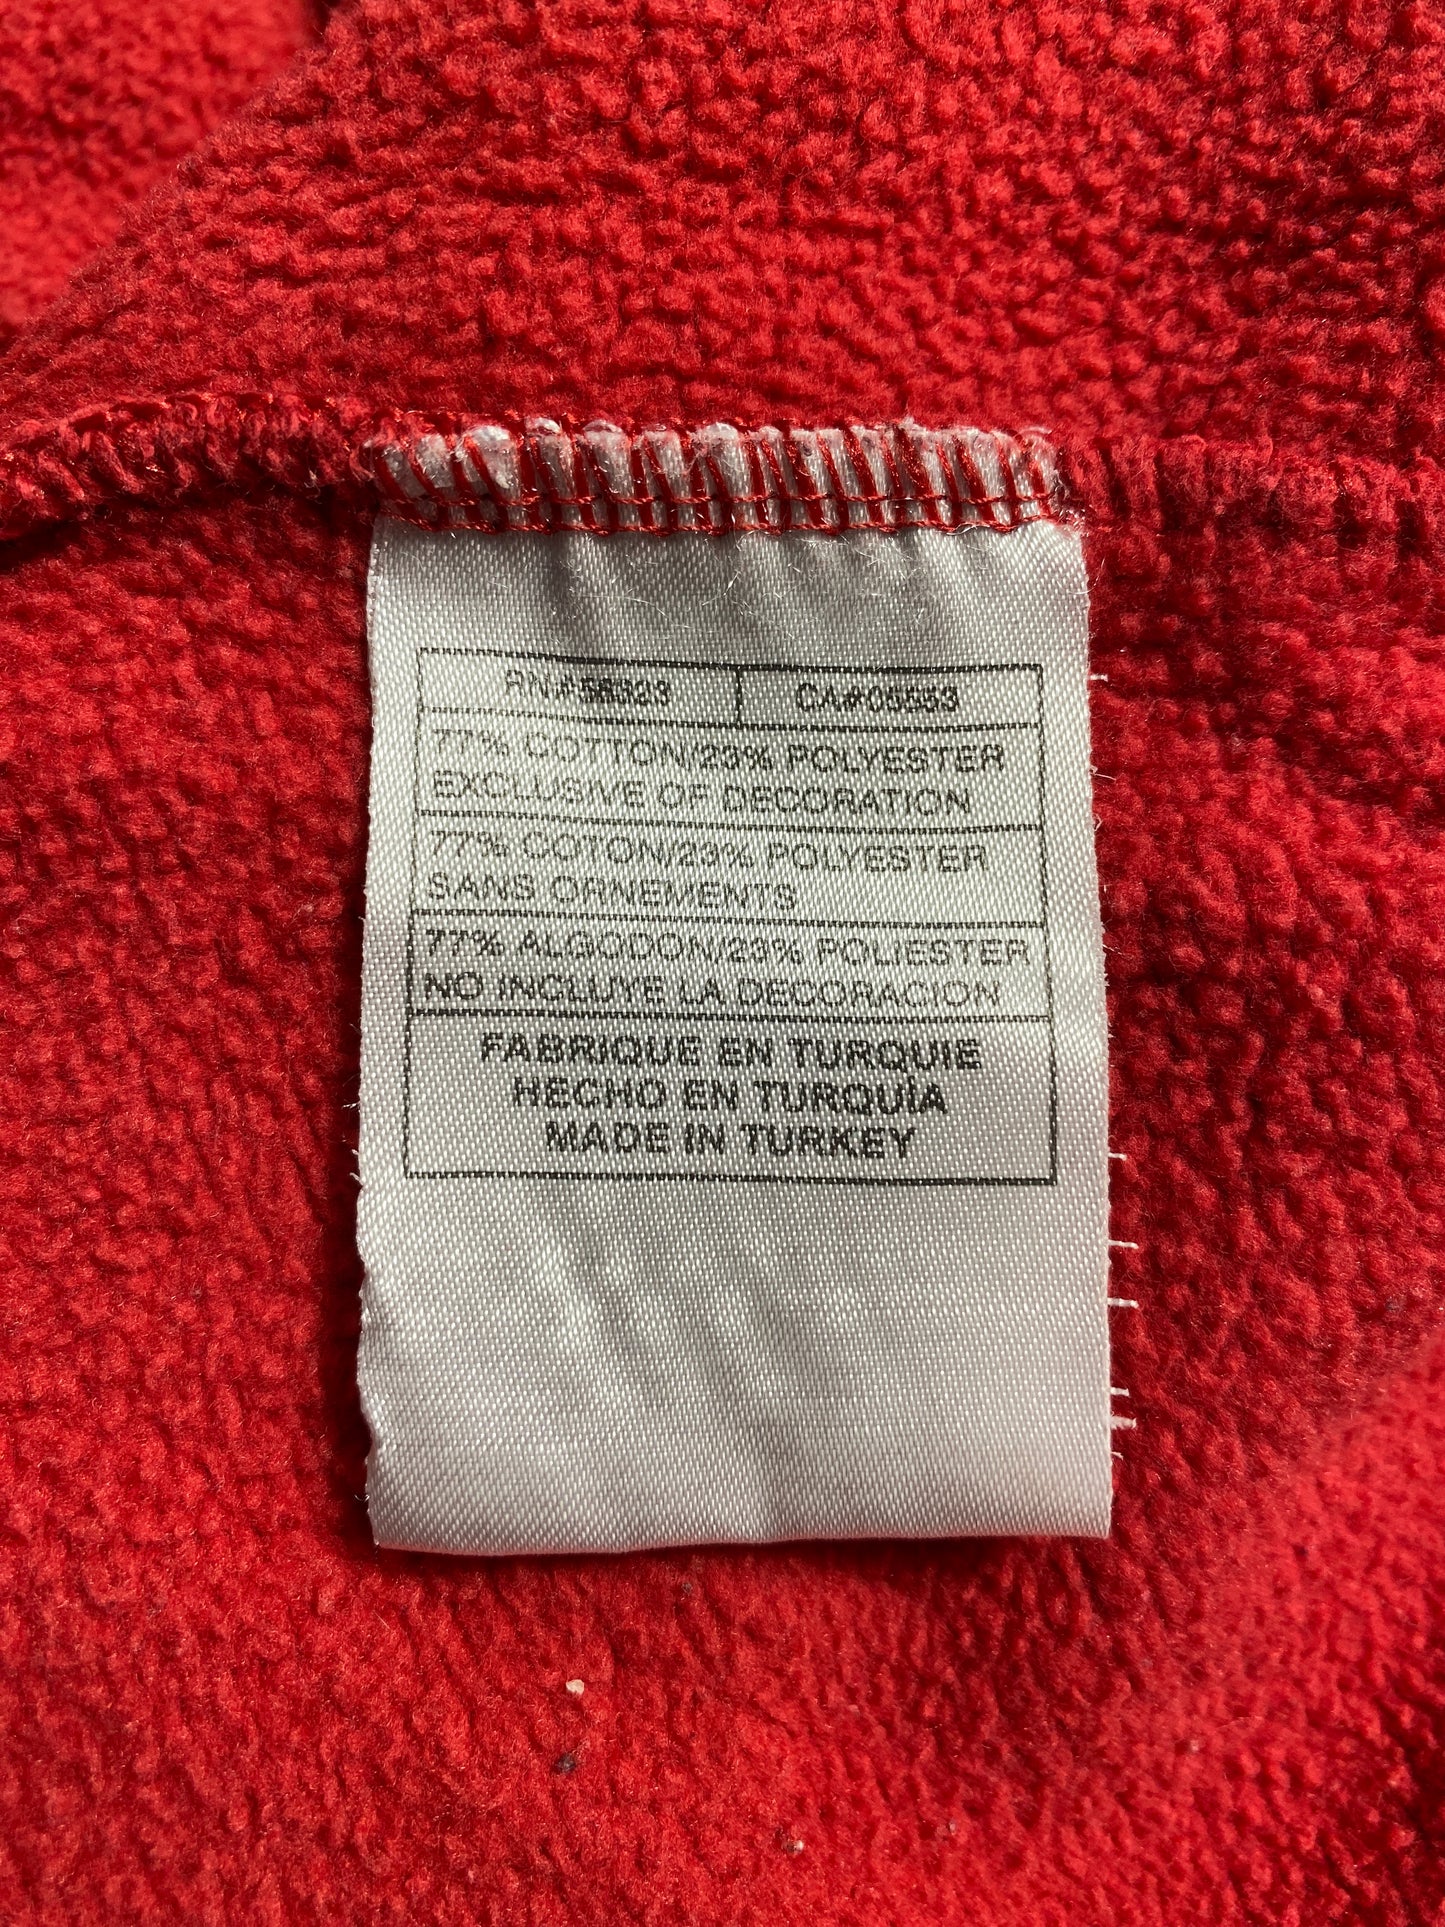 RN#56323 CA#05553
77% COTTON/23% POLYESTER
EXCLUSIVE OF DECORATION
77% COTON/23% POLYESTER
SANS ORNEMENTS
77% ALGODON/23% POLIESTER
NO INCLUYE LA DECORACION
FABRIQUE EN TURQUIE
HECHO EN TURQUÍA
MADE IN TURKEY